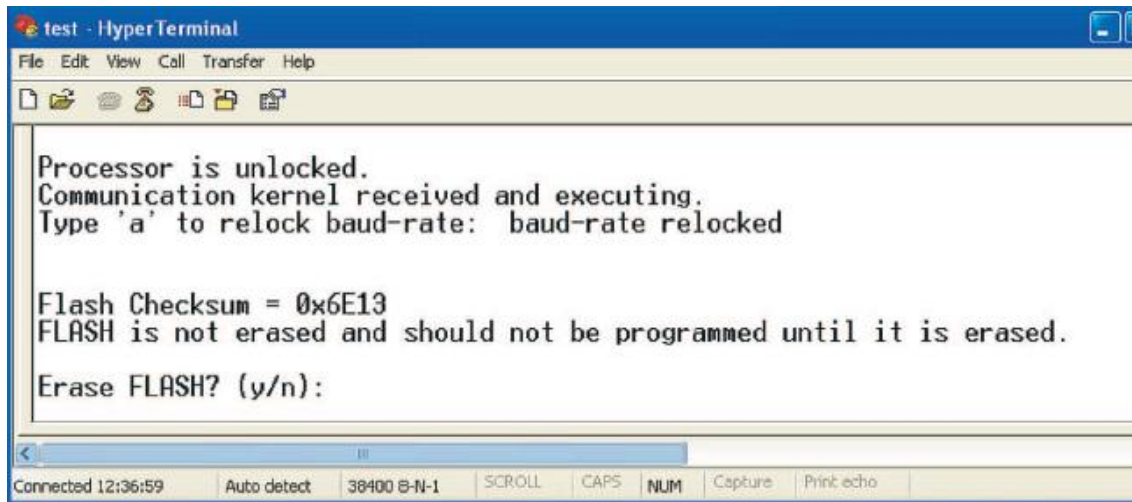 test - HyperTerminal
File Edit View Call Transfer Help
Processor is unlocked.
Communication kernel received and executing.
Type 'a' to relock baud-rate:  baud-rate relocked
Flash Checksum = 0x6E13
FLASH is not erased and should not be programmed until it is erased.
Erase FLASH? (y/n):
Connected 12:36:59 Auto detect 38400 8-N-1 SCROLL CAPS NUM Capture Print echo